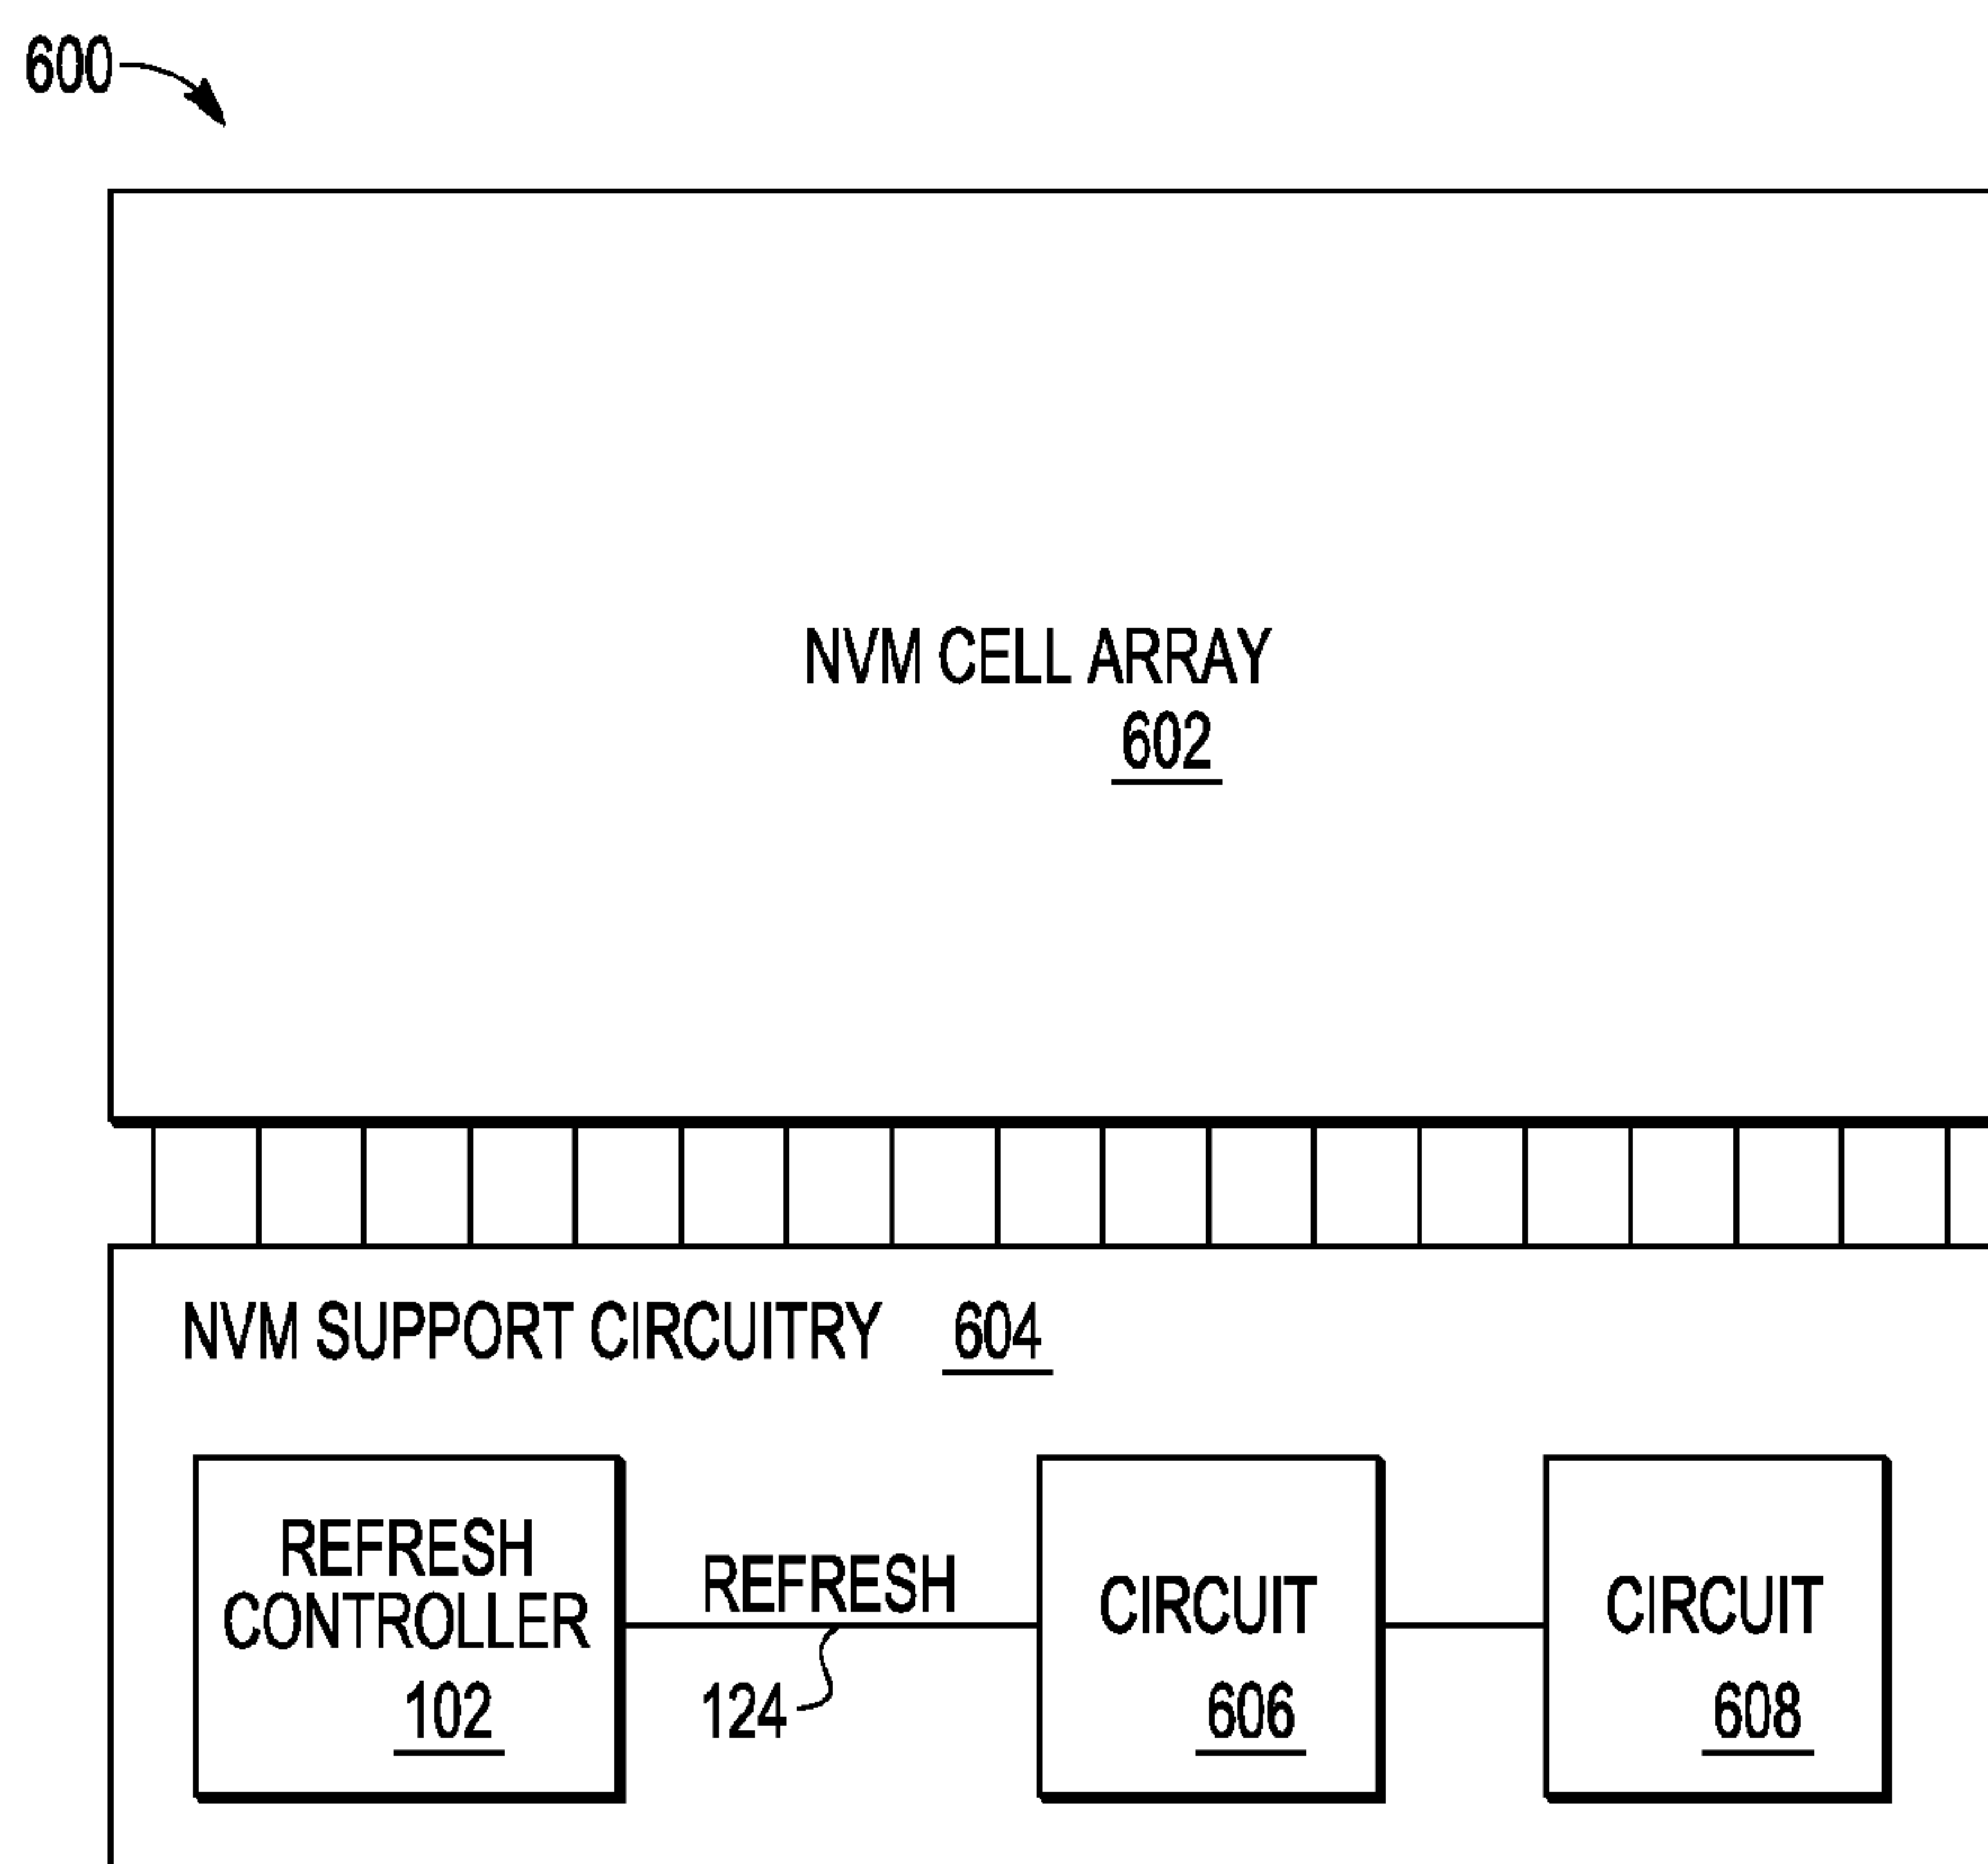 600
NVM CELL ARRAY
602
NVM SUPPORT CIRCUITRY 604
REFRESH
CONTROLLER
102
REFRESH
124
CIRCUIT
606
CIRCUIT
608